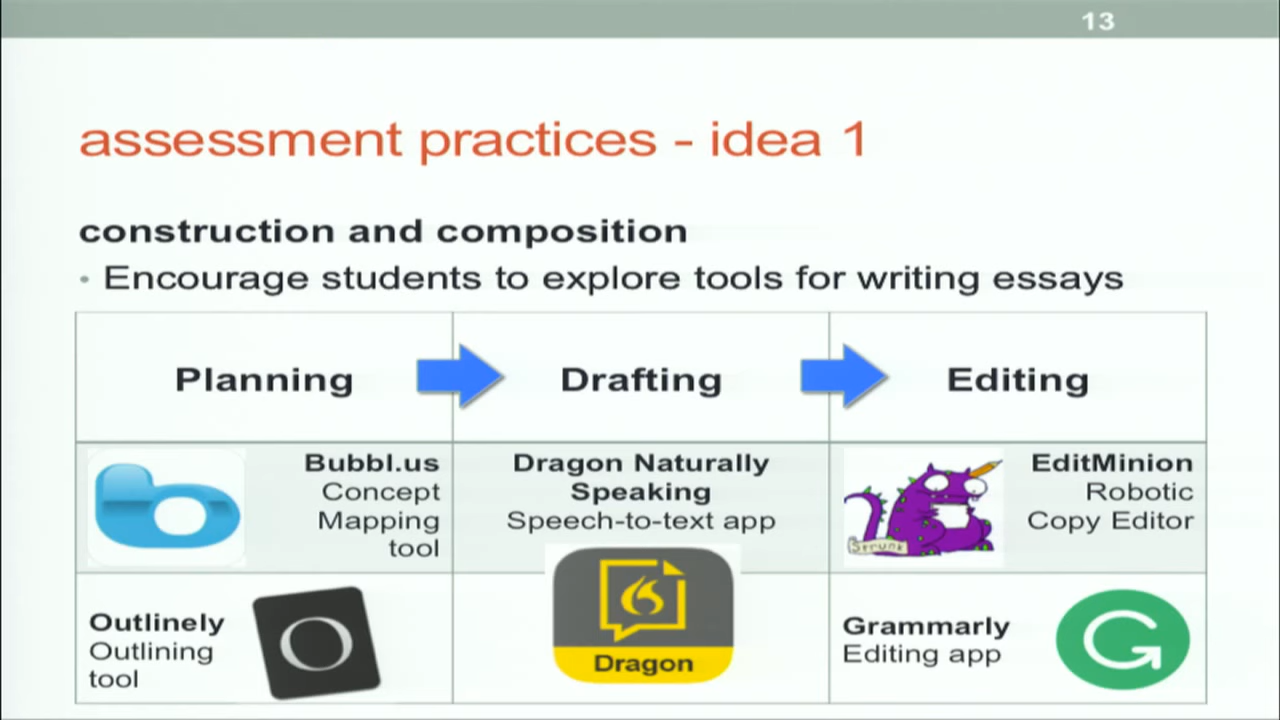 13
assessment practices - idea 1
construction and composition
• Encourage students to explore tools for writing essays
Planning
Drafting
Editing
Bubbl.us
Concept
Mapping
tool
Dragon Naturally
Speaking
Speech-to-text app
EditMinion
Robotic
Copy Editor
Strunk
Outlinely
Outlining
tool
O
Dragon
Grammarly
Editing app
G